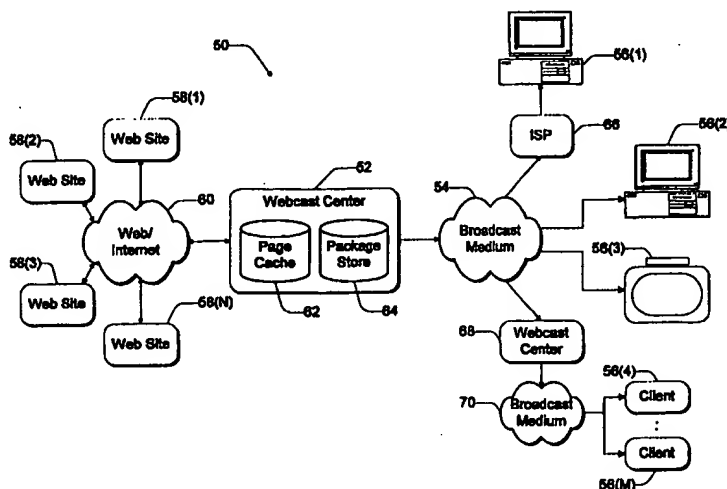 50
56(1)
58(1)
Web Site
58(2)
Web Site
ISP
66
56(2)
52
60
Webcast Center
54
Web/
Internet
Page
Cache
Package
Store
Broadcast
Medium
58(3)
56(3)
Web Site
58(N)
62
64
Web Site
68
Webcast
Center
56(4)
70
Broadcast
Medium
Client
⋮
Client
56(M)